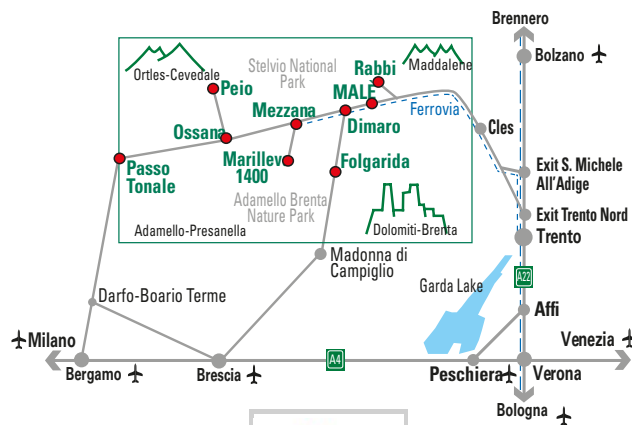 Brennero
Bolzano
Ortles-Cevedale
Stelvio National
Park
Maddalene
Rabbi
Peio
MALÈ
Mezzana
Ferrovia
Dimaro
Cles
Ossana
Passo
Tonale
Marillev
1400
Folgarida
Exit S. Michele
All'Adige
Adamello Brenta
Nature Park
Exit Trento Nord
Adamello-Presanella
Dolomiti-Brenta
Trento
Madonna di
Campiglio
Garda Lake
A22
Darfo-Boario Terme
Affi
Milano
Venezia
A4
Bergamo
Brescia
Peschiera
Verona
Bologna